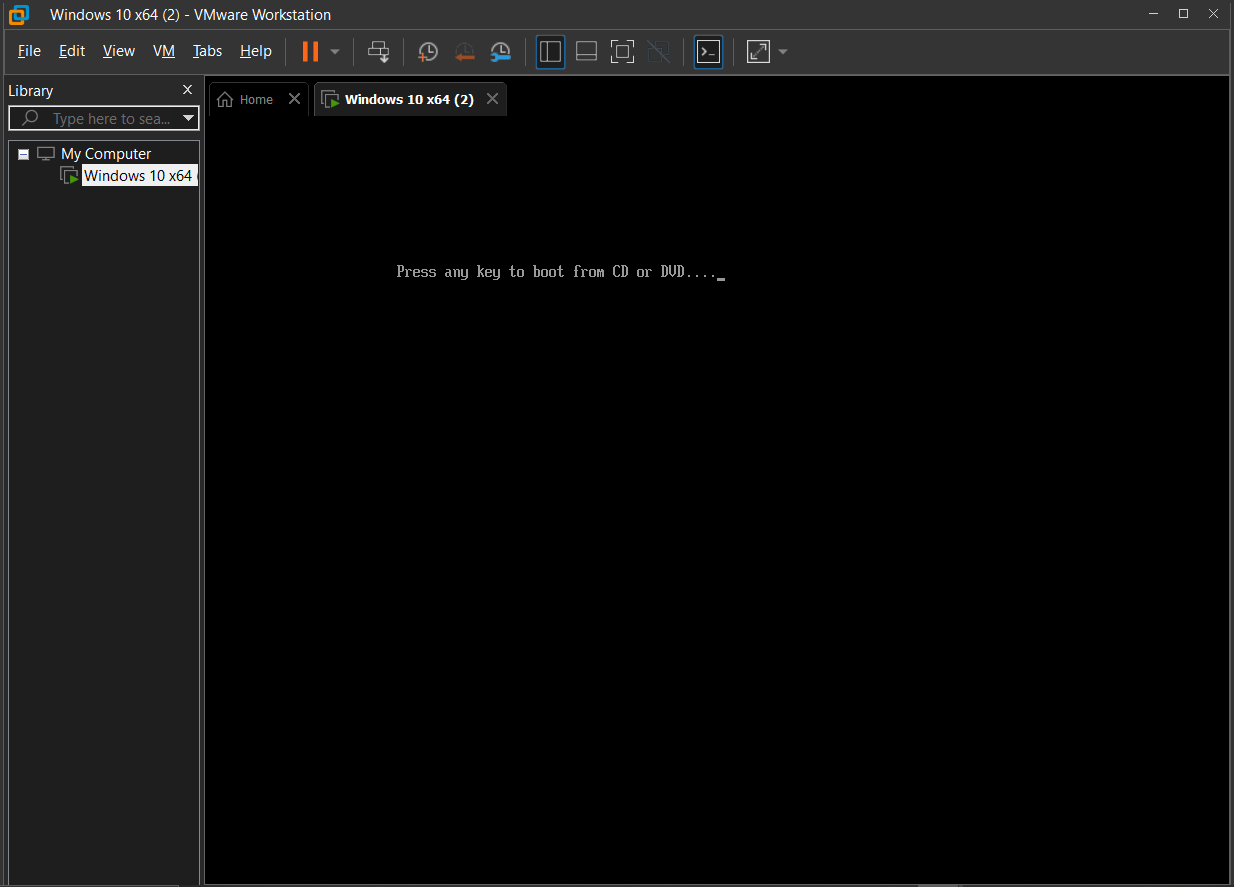 Windows 10 x64 (2) - VMware Workstation
File Edit View VM Tabs Help
Library
Type here to sea...
My Computer
Windows 10 x64
Home
Windows 10 x64 (2)
Press any key to boot from CD or DVD...._